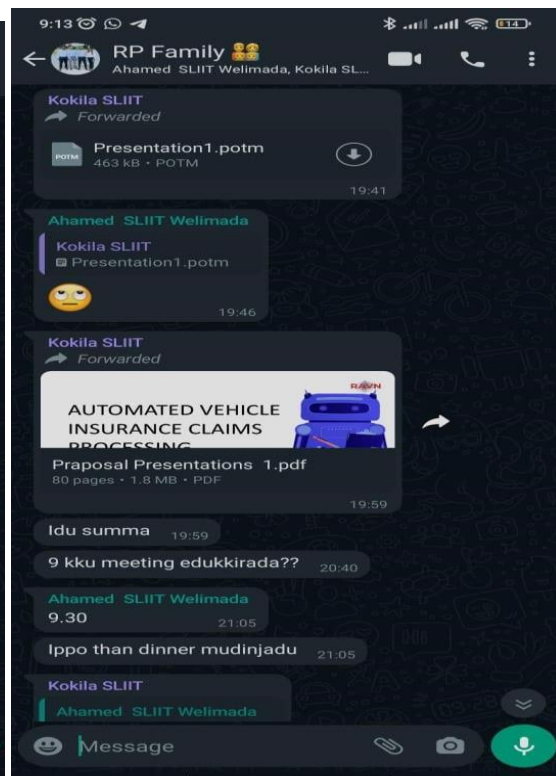 9:13
14
RP Family
Ahamed SLIIT Welimada, Kokila SL...
Kokila SLIIT
Forwarded
POTM
Presentation1.potm
463 kB • POTM
19:41
Ahamed SLIIT Welimada
Kokila SLIIT
Presentation1.potm
19:46
Kokila SLIIT
Forwarded
RAVN
AUTOMATED VEHICLE
INSURANCE CLAIMS
PROCESSING
Praposal Presentations 1.pdf
80 pages • 1.8 MB • PDF
19:59
Idu summa 19:59
9 kku meeting edukkirada?? 20:40
Ahamed SLIIT Welimada
9.30
21:05
Ippo than dinner mudinjadu 21:05
Kokila SLIIT
Ahamed SLIIT Welimada
Message